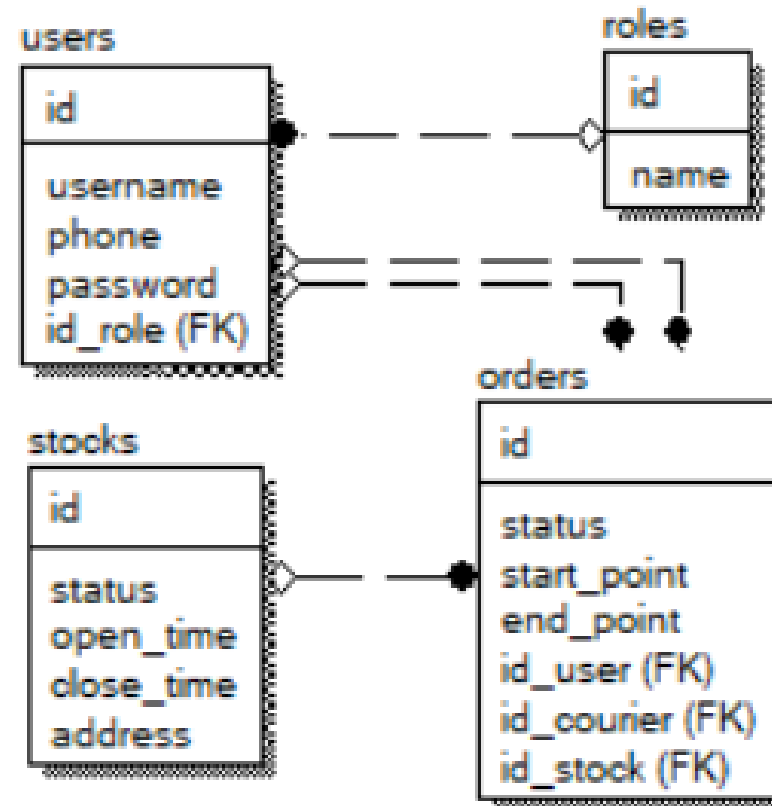 users
id
username
phone
password
id_role (FK)
roles
id
name
stocks
id
status
open_time
close_time
address
orders
id
status
start_point
end_point
id_user (FK)
id_courier (FK)
id_stock (FK)